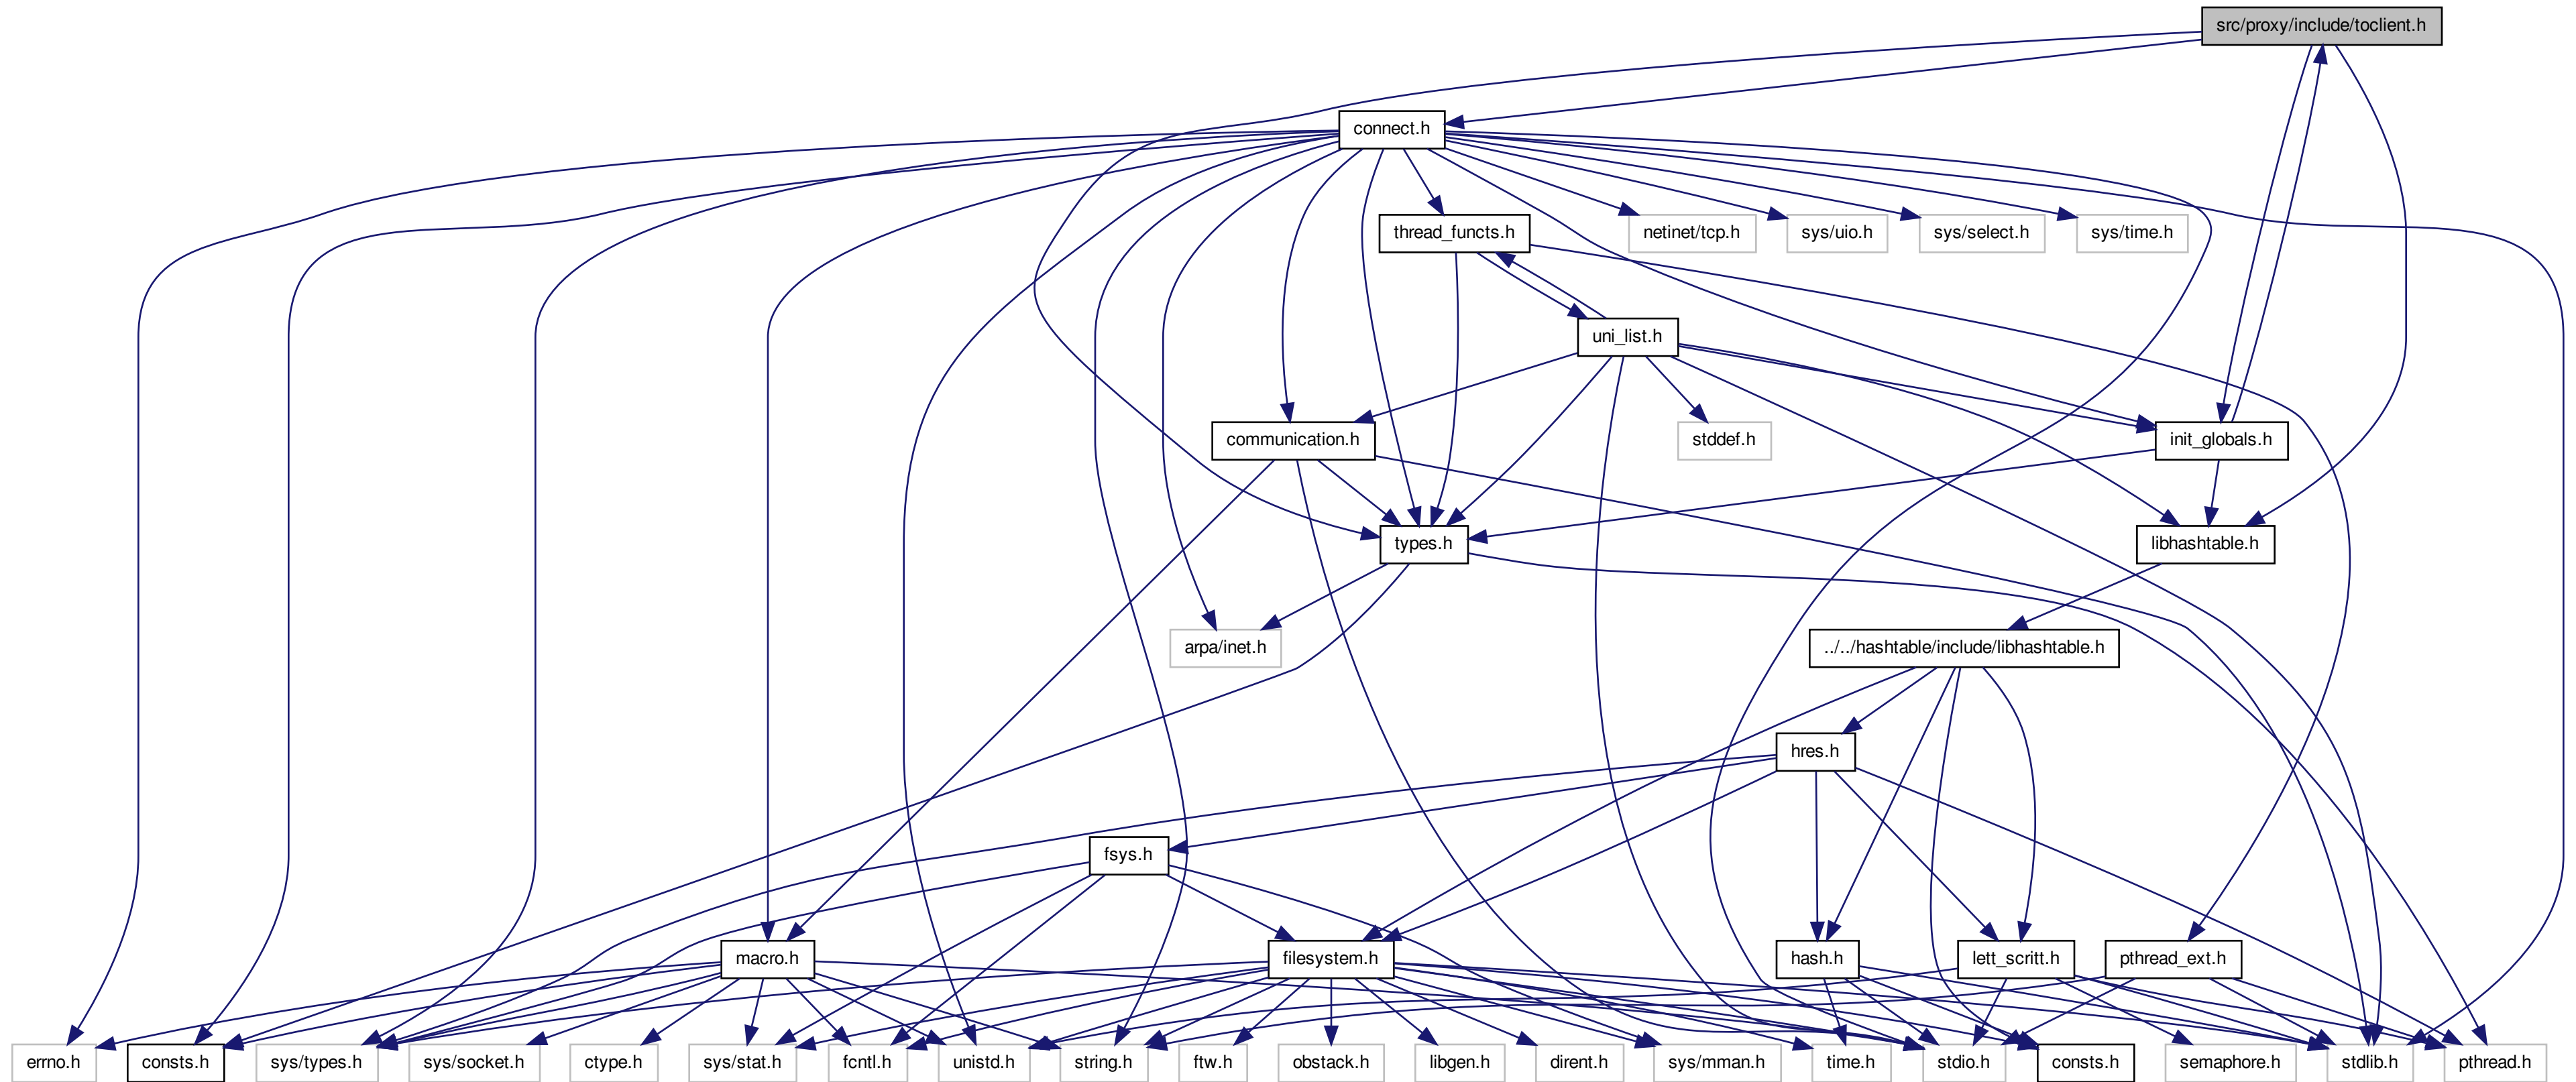 src/proxy/include/toclient.h
connect.h
thread_functs.h
netinet/tcp.h
sys/uio.h
sys/select.h
sys/time.h
uni_list.h
communication.h
stddef.h
init_globals.h
types.h
libhashtable.h
arpa/inet.h
../../hashtable/include/libhashtable.h
hres.h
fsys.h
macro.h
filesystem.h
hash.h
lett_scritt.h
pthread_ext.h
errno.h
consts.h
sys/types.h
sys/socket.h
ctype.h
sys/stat.h
fcntl.h
unistd.h
string.h
ftw.h
obstack.h
libgen.h
dirent.h
sys/mman.h
time.h
stdio.h
consts.h
semaphore.h
stdlib.h
pthread.h